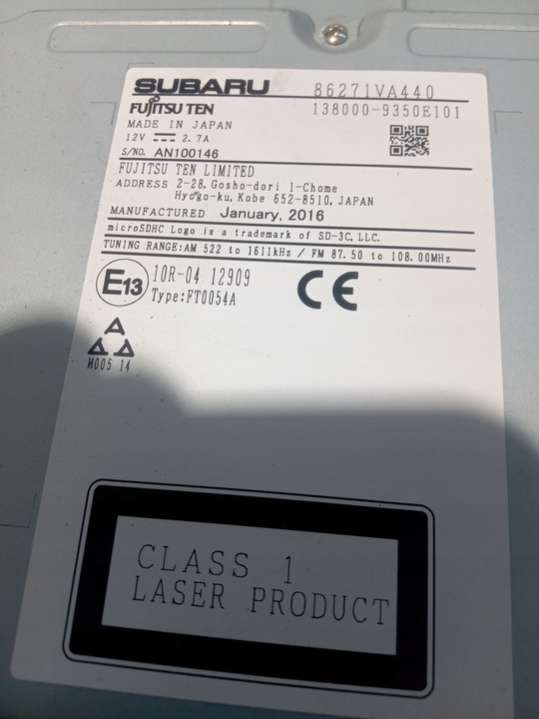 SUBARU 86271VA440
FUJITSU TEN 138000-9350E101
MADE IN JAPAN
12V 2.7A
S/NO. AN100146
FUJITSU TEN LIMITED
ADDRESS 2-28, Gosho-dori 1-Chome
Hyogo-ku, Kobe 652-8510, JAPAN
MANUFACTURED January, 2016
microSDHC Logo is a trademark of SD-3C, LLC.
TUNING RANGE:AM 522 to 1611kHz / FM 87.50 to 108.00MHz
E13 10R-04 12909 CE
Type:FT0054A
M005 14
CLASS 1
LASER PRODUCT